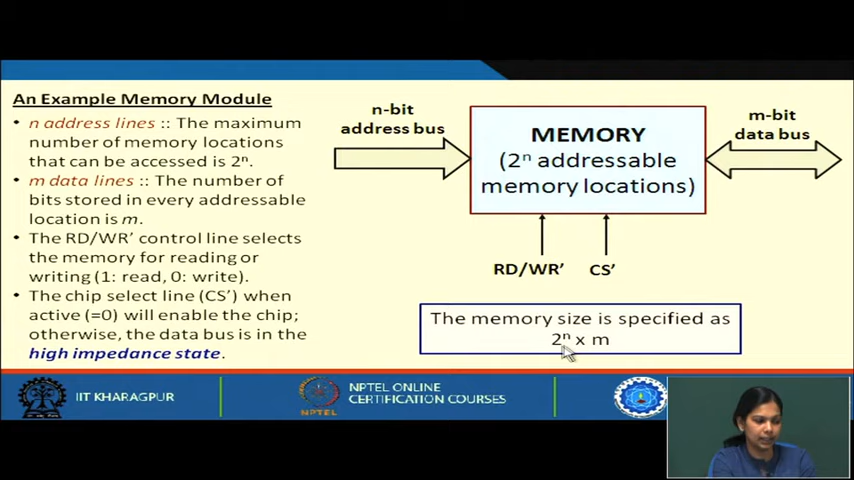 An Example Memory Module
• n address lines :: The maximum
number of memory locations
that can be accessed is 2ⁿ.
• m data lines :: The number of
bits stored in every addressable
location is m.
• The RD/WR' control line selects
the memory for reading or
writing (1: read, 0: write).
• The chip select line (CS') when
active (=0) will enable the chip;
otherwise, the data bus is in the
high impedance state.
n-bit
address bus
MEMORY
(2ⁿ addressable
memory locations)
m-bit
data bus
RD/WR'
CS'
The memory size is specified as
2ⁿ x m
IIT KHARAGPUR
NPTEL
NPTEL ONLINE
CERTIFICATION COURSES